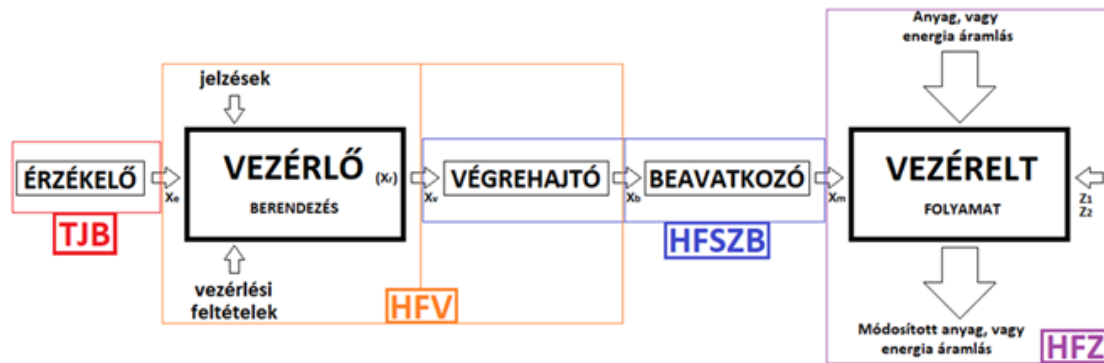 Anyag, vagy
energia áramlás
jelzések
ÉRZÉKELŐ
Xe
VEZÉRLŐ
(Xr)
BERENDEZÉS
Xv
VÉGREHAJTÓ
Xb
BEAVATKOZÓ
Xm
VEZÉRELT
FOLYAMAT
Z1
Z2
TJB
HFSZB
vezérlési
feltételek
HFV
Módosított anyag, vagy
energia áramlás
HFZ